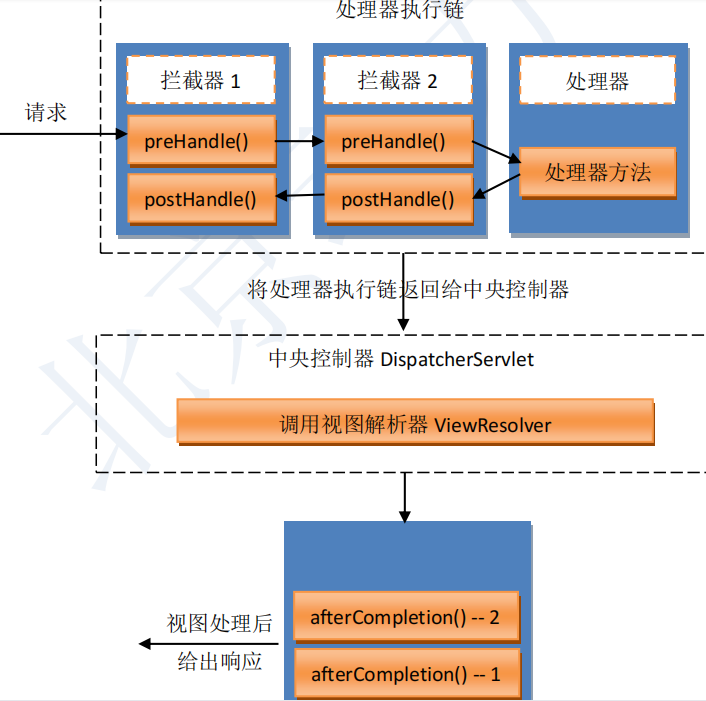 处理器执行链
拦截器 1
拦截器 2
处理器
请求
preHandle()
preHandle()
处理器方法
postHandle()
postHandle()
将处理器执行链返回给中央控制器
中央控制器 DispatcherServlet
调用视图解析器 ViewResolver
afterCompletion() -- 2
视图处理后
给出响应
afterCompletion() -- 1
北京